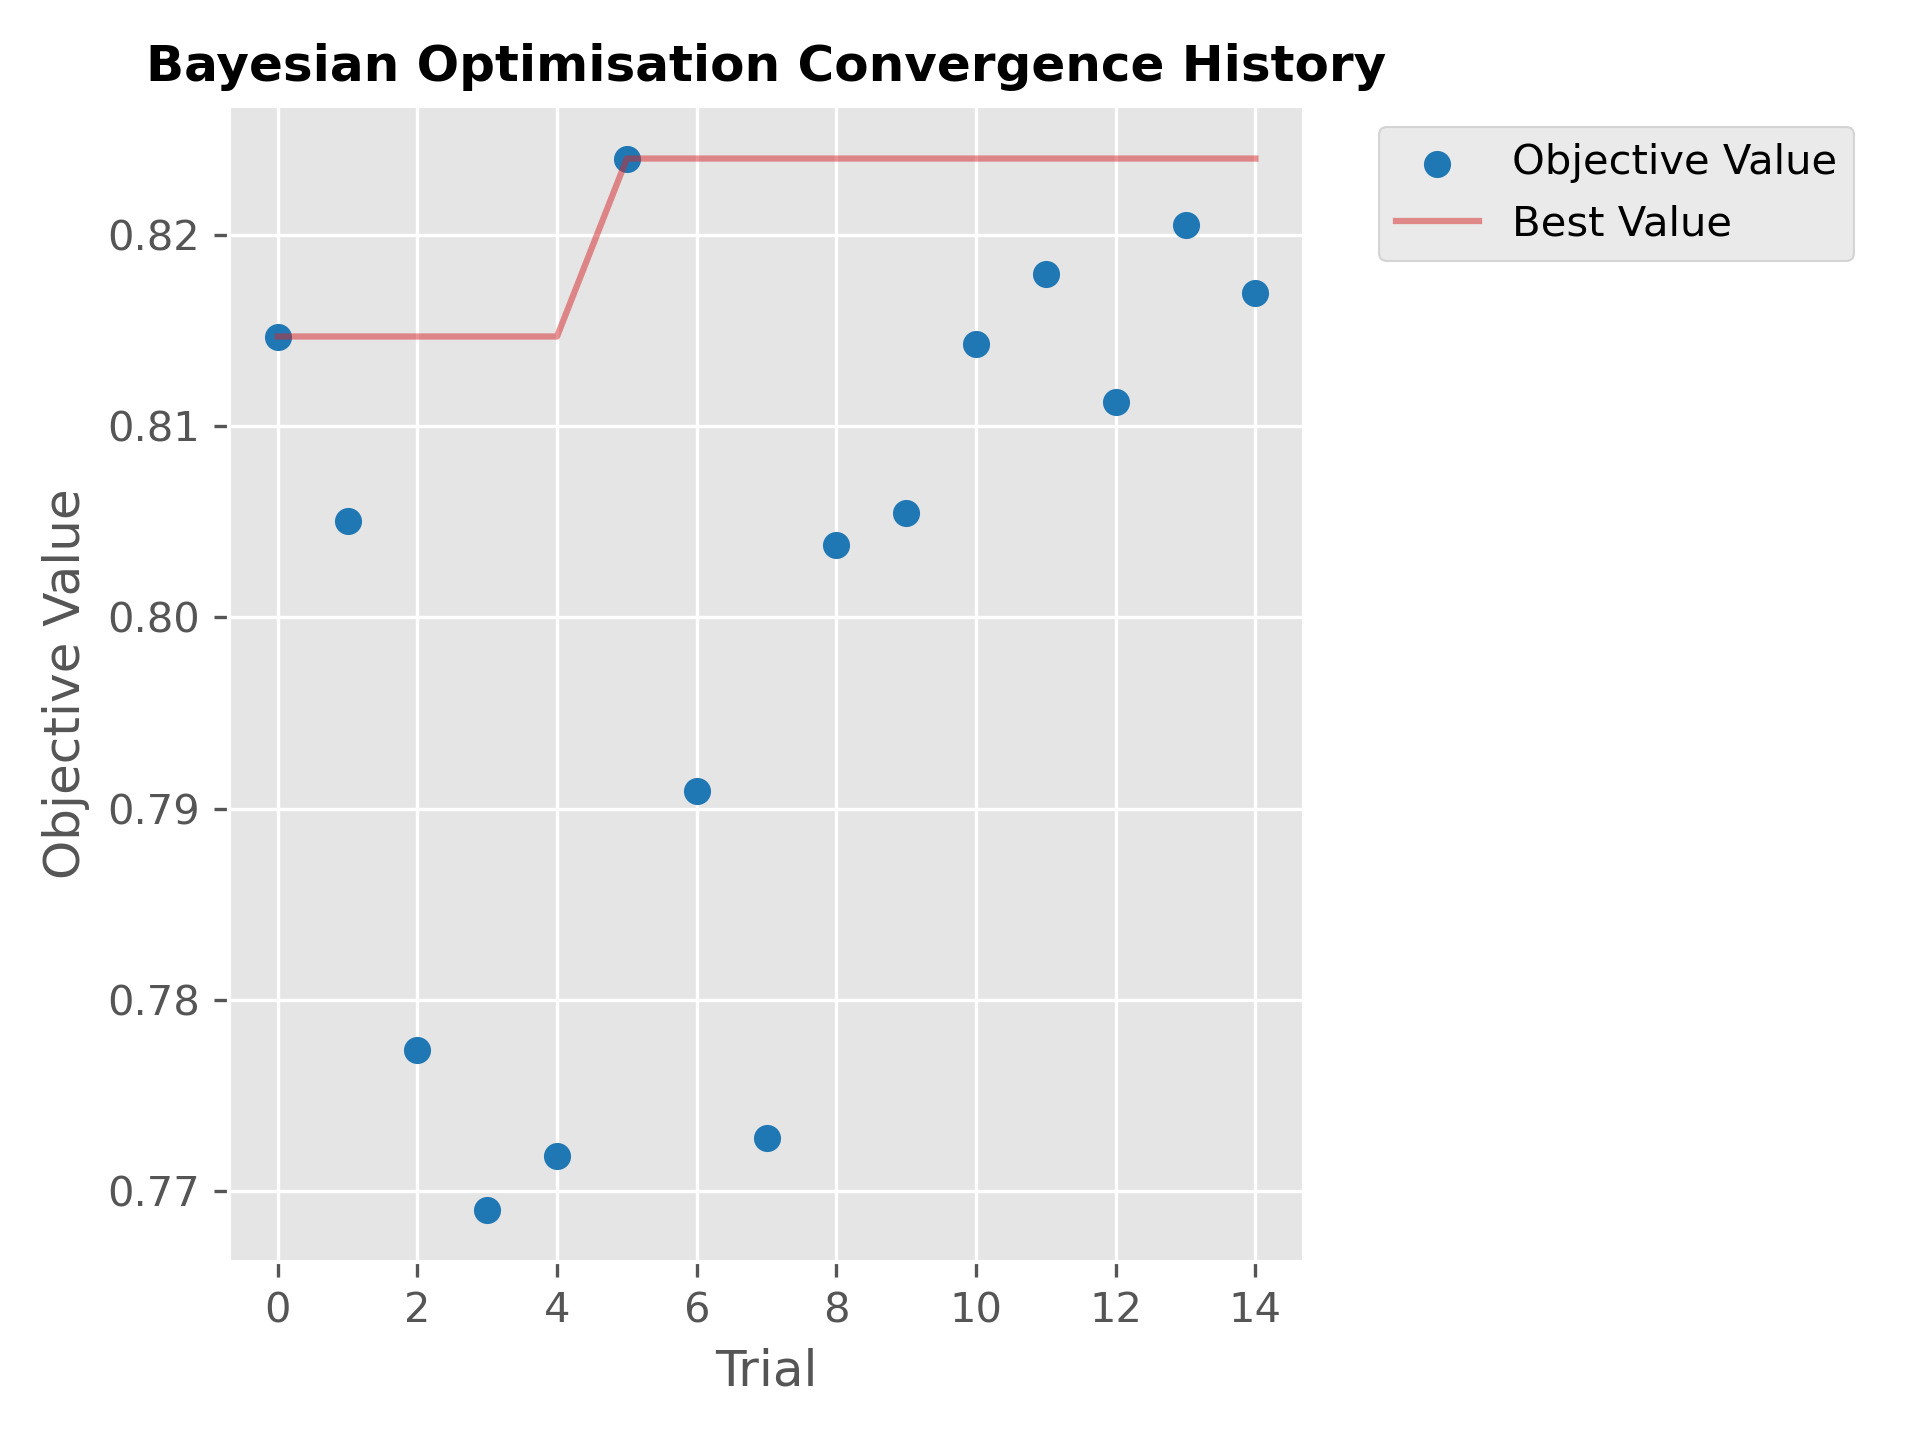 Bayesian Optimisation Convergence History
Objective Value
Best Value
Objective Value
0.82
0.81
0.80
0.79
0.78
0.77
0 2 4 6 8 10 12 14
Trial